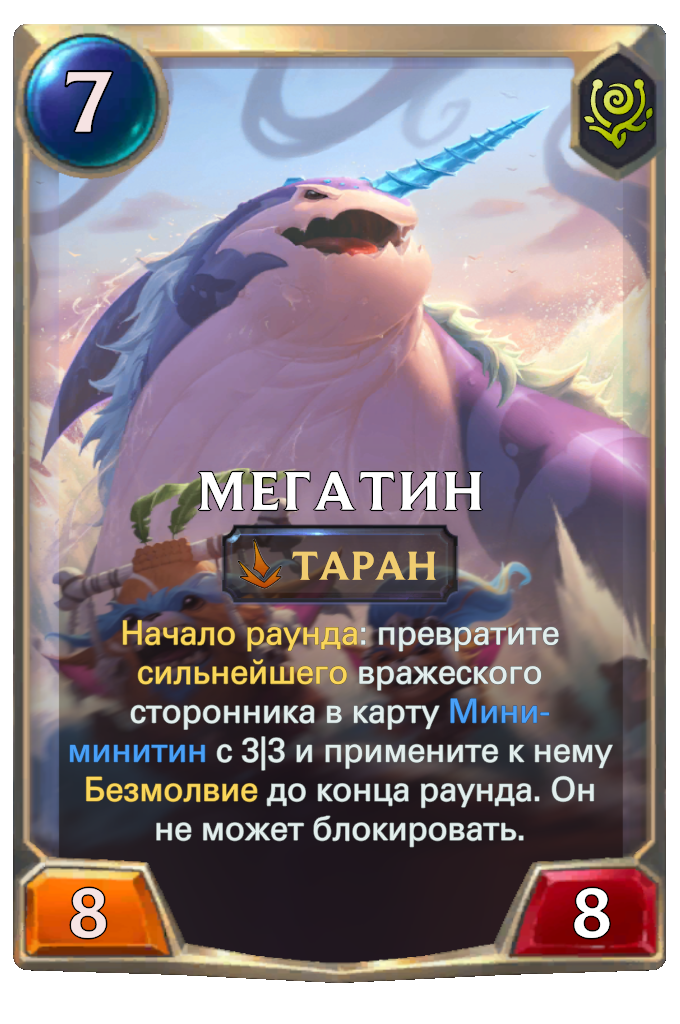 7
МЕГАТИН
ТАРАН
Начало раунда: превратите
сильнейшего вражеского
сторонника в карту Мини-
минитин с 3|3 и примените к нему
Безмолвие до конца раунда. Он
не может блокировать.
8
8